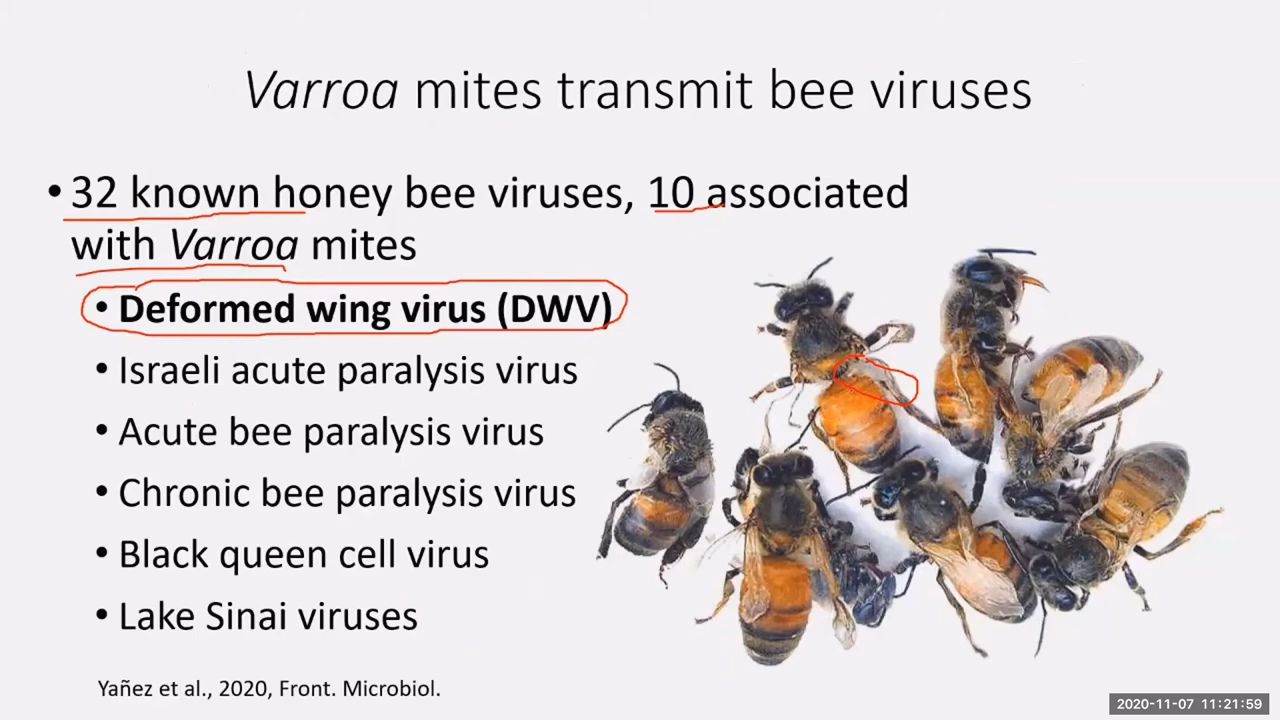 Varroa mites transmit bee viruses
• 32 known honey bee viruses, 10 associated
with Varroa mites
• Deformed wing virus (DWV)
• Israeli acute paralysis virus
• Acute bee paralysis virus
• Chronic bee paralysis virus
• Black queen cell virus
• Lake Sinai viruses
Yañez et al., 2020, Front. Microbiol.
2020-11-07 11:21:59